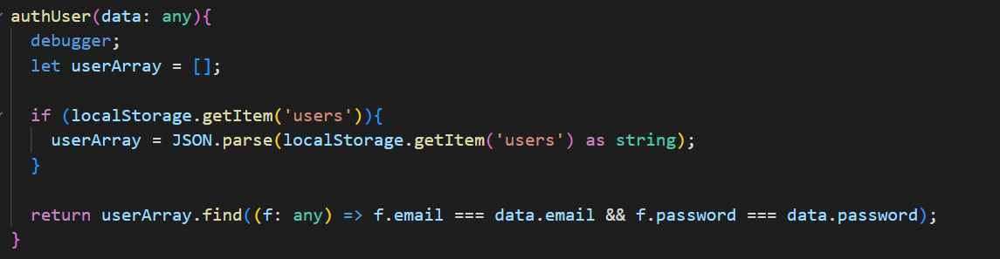 authUser(data: any){
debugger;
let userArray = [];
if (localStorage.getItem('users')){
userArray = JSON.parse(localStorage.getItem('users') as string);
}
return userArray.find((f: any) => f.email === data.email && f.password === data.password);
}